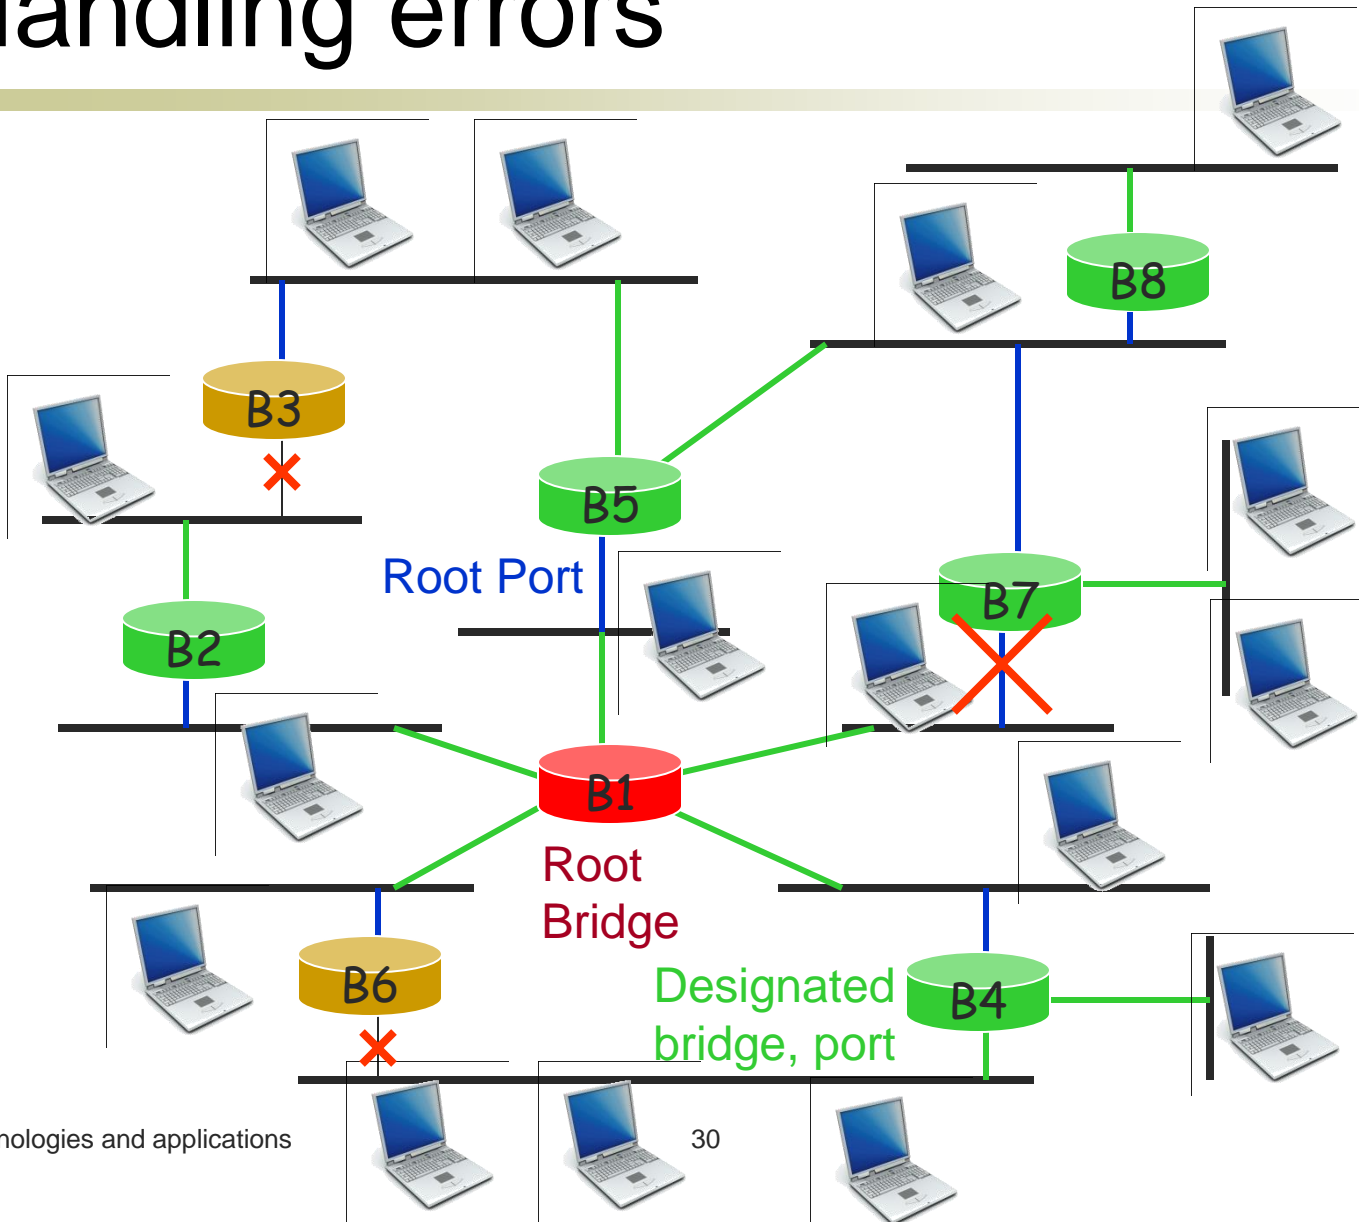 andling errors
B8
B3
B5
Root Port
B7
B2
B1
Root
Bridge
B6
Designated
bridge, port
B4
nologies and applications
30